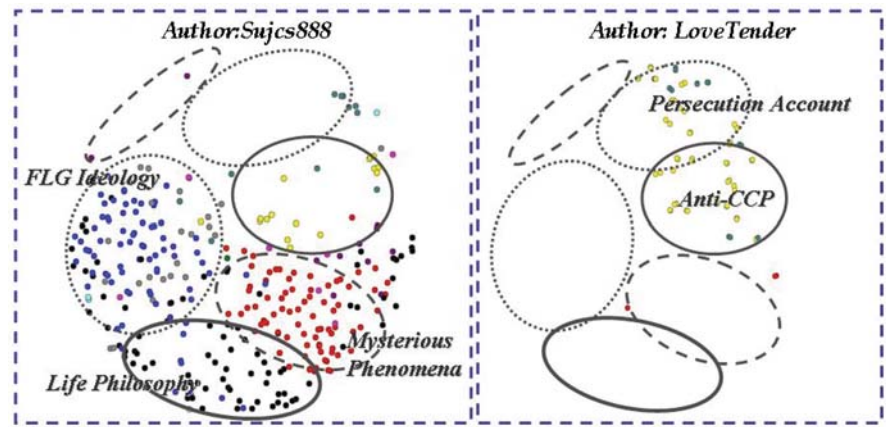 Author:Sujcs888
FLG Ideology
Mysterious
Phenomena
Life Philosophy
Author: LoveTender
Persecution Account
Anti-CCP